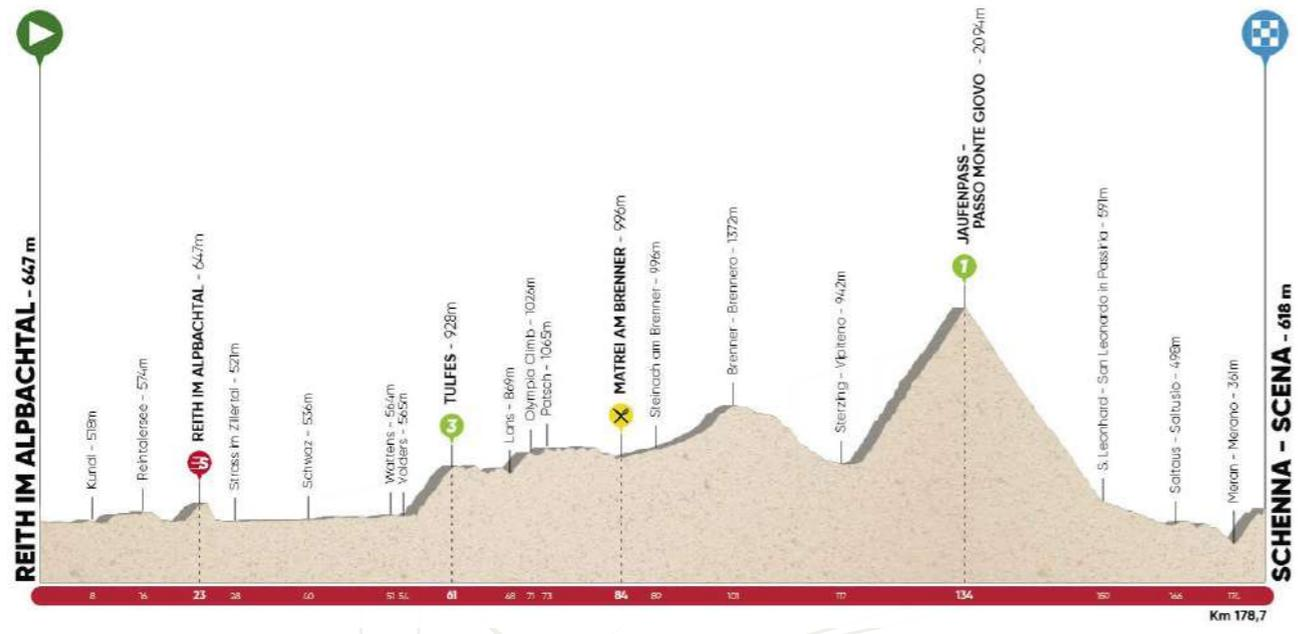 REITH IM ALPBACHTAL - 647 m
Kundl - 518m
Rehtalersee - 574m
REITH IM ALPBACHTAL - 647m
Strass im Zillertal - 521m
Schwaz - 536m
Wattens - 564m
Volders - 565m
TULFES - 928m
3
Lans - 869m
Olympia Climb - 1026m
Patsch - 1065m
MATREI AM BRENNER - 996m
Steinach am Brenner - 996m
Brenner - Brennero - 1372m
Sterzing - Vipiteno - 942m
JAUFENPASS -
PASSO MONTE GIOVO - 2094m
1
S. Leonhard - San Leonardo in Passiria - 591m
Saltaus - Saltusio - 498m
Meran - Merano - 361m
SCHENNA - SCENA - 618 m
8 16 23 28 40 51 54 61 68 71 73 84 89 101 117 134 150 166 174
Km 178,7